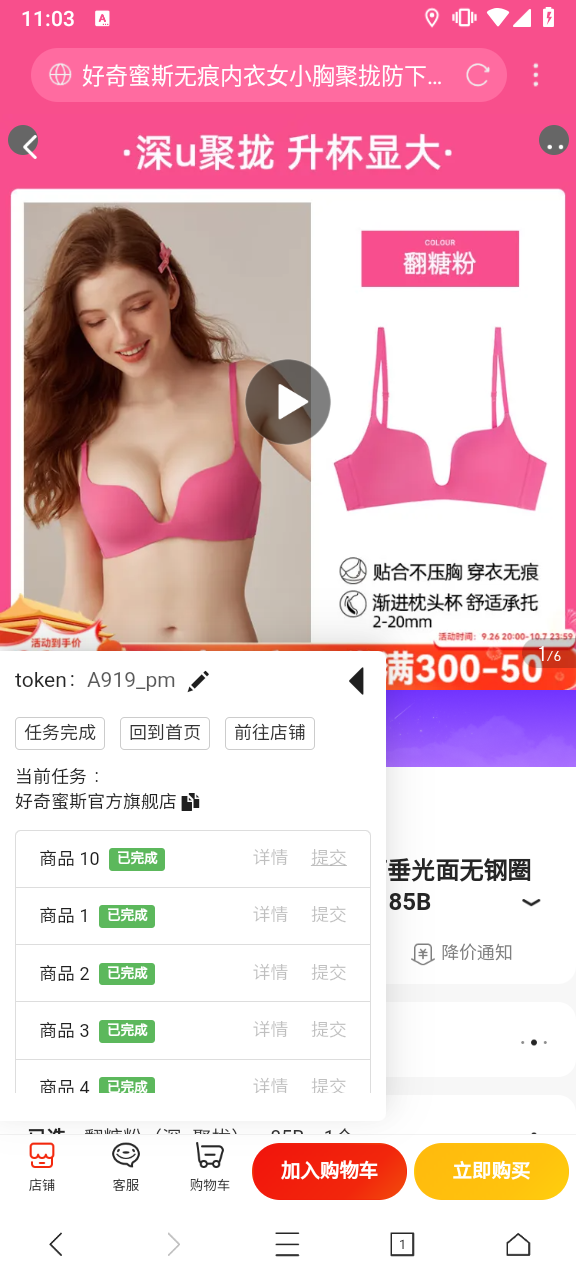 11:03
A
好奇蜜斯无痕内衣女小胸聚拢防下...
·深u聚拢 升杯显大·
COLOUR
翻糖粉
贴合不压胸 穿衣无痕
渐进枕头杯 舒适承托
2-20mm
活动到手价
活动时间: 9.26 20:00-10.7 23:59
满300-50
1/6
token: A919_pm
任务完成 回到首页 前往店铺
当前任务：
好奇蜜斯官方旗舰店
商品 10 已完成 详情 提交
垂光面无钢圈
85B
商品 1 已完成 详情 提交
降价通知
商品 2 已完成 详情 提交
商品 3 已完成 详情 提交
商品 4 已完成 详情 提交
店铺 客服 购物车 加入购物车 立即购买
1